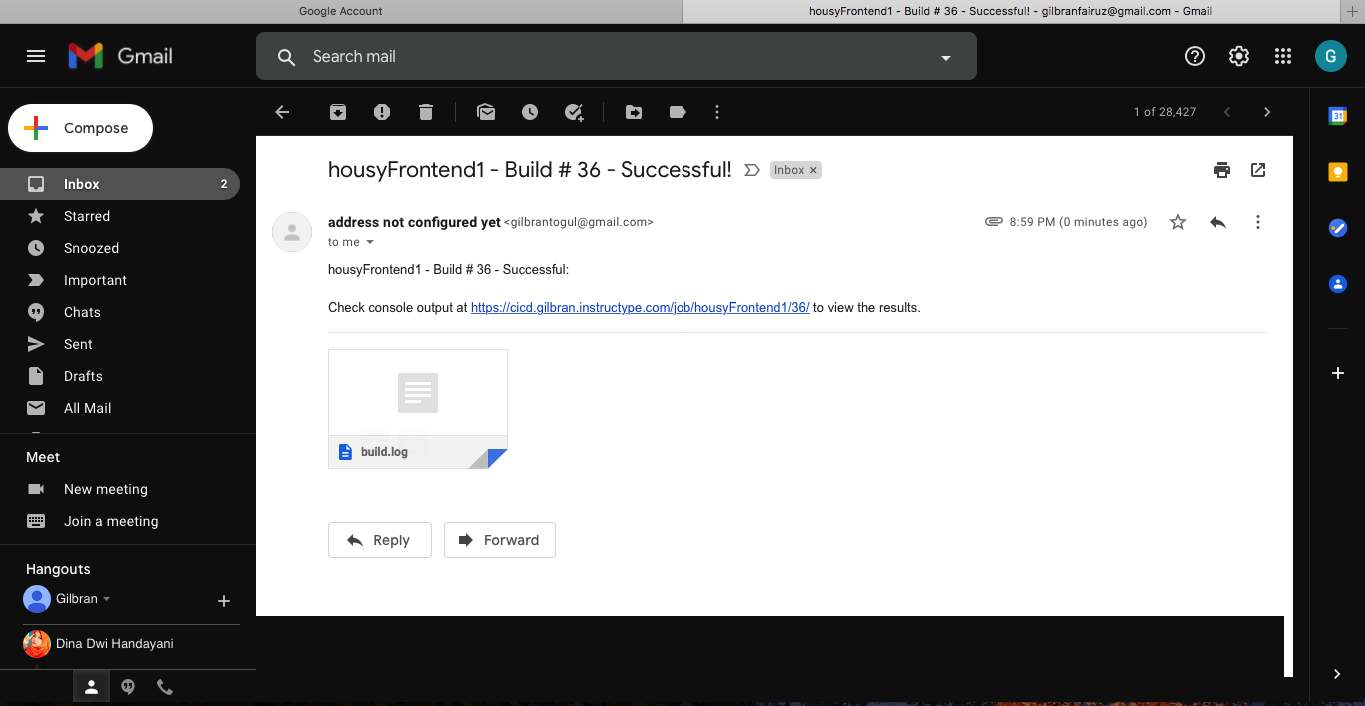 Google Account
housyFrontend1 - Build # 36 - Successful! - gilbranfairuz@gmail.com - Gmail
Gmail
Search mail
G
Compose
1 of 28,427
31
Inbox 2
Starred
Snoozed
Important
Chats
Sent
Drafts
All Mail
Meet
New meeting
Join a meeting
Hangouts
Gilbran
Dina Dwi Handayani
housyFrontend1 - Build # 36 - Successful! Inbox x
address not configured yet <gilbrantogul@gmail.com>
8:59 PM (0 minutes ago)
to me
housyFrontend1 - Build # 36 - Successful:
Check console output at https://cicd.gilbran.instructype.com/job/housyFrontend1/36/ to view the results.
build.log
Reply
Forward